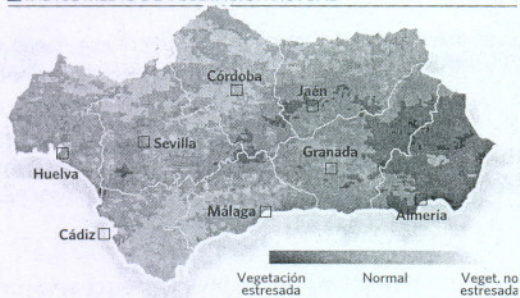 Córdoba
Jaén
Sevilla
Granada
Huelva
Málaga
Almería
Cádiz
Vegetación estresada
Normal
Veget. no estresada